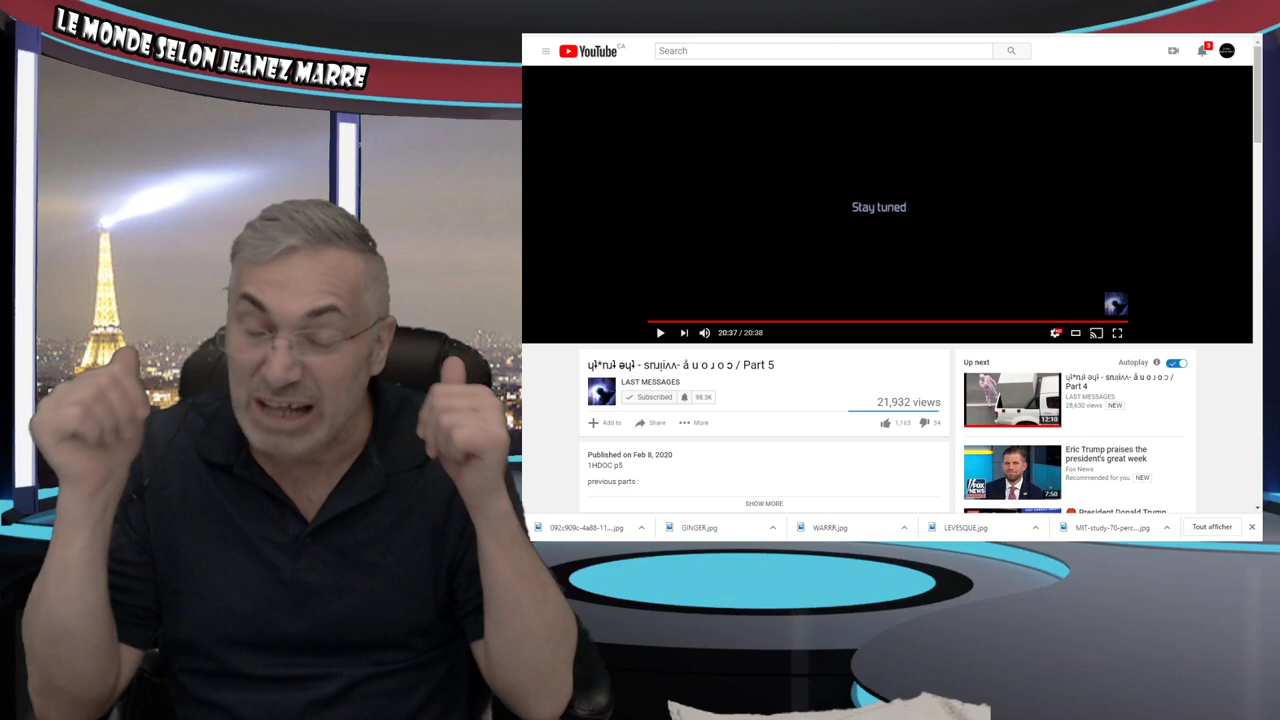 LE MONDE SELON JEANEZ MARRE
YouTube CA
Search
3
Stay tuned
20:37 / 20:38
Part 5
LAST MESSAGES
Subscribed 98.3K
21,932 views
Add to Share More
1,163 34
Published on Feb 8, 2020
1HDOC p5
previous parts :
SHOW MORE
Up next
Autoplay
Part 4
LAST MESSAGES
28,630 views NEW
12:10
Eric Trump praises the
president's great week
Fox News
Recommended for you NEW
7:50
President Donald Trump
092c909c-4a88-11....jpg
GINGER.jpg
WARRR.jpg
LEVESQUE.jpg
MIT-study-70-perc....jpg
Tout afficher